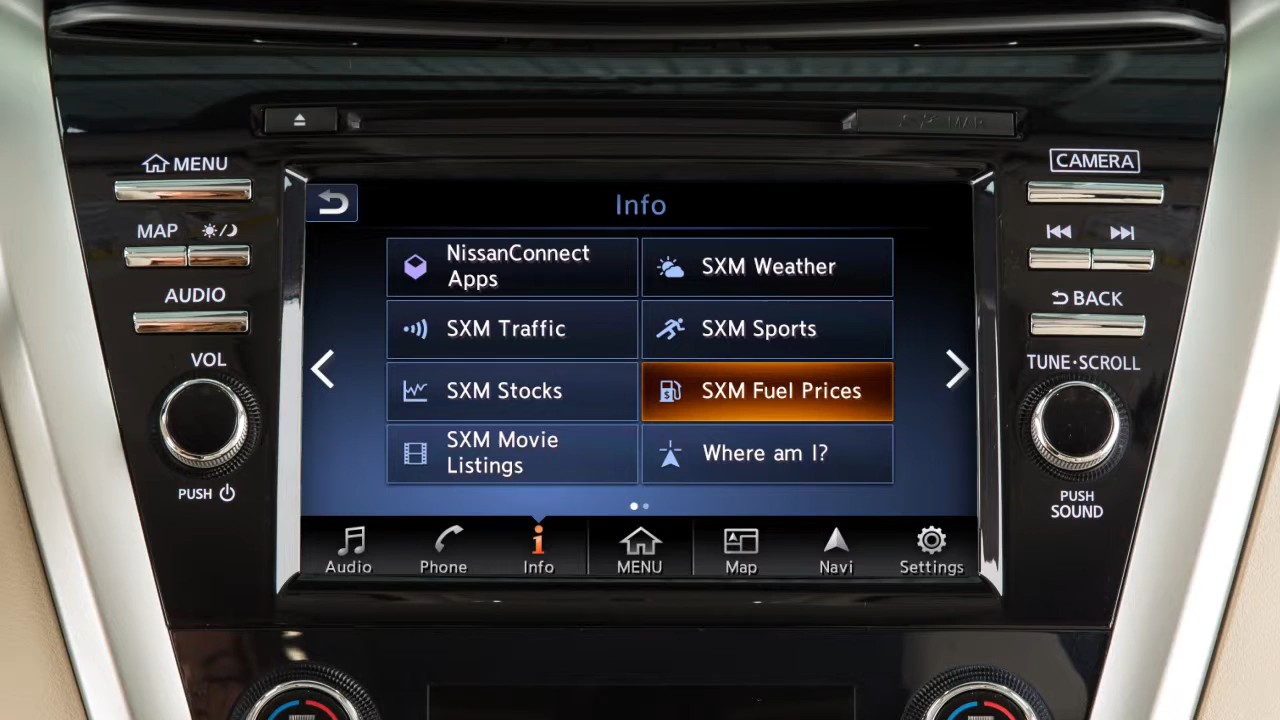 MENU
CAMERA
MAP
AUDIO
VOL
PUSH
BACK
TUNE·SCROLL
PUSH
SOUND
Info
NissanConnect
Apps
SXM Weather
SXM Traffic
SXM Sports
SXM Stocks
SXM Fuel Prices
SXM Movie
Listings
Where am I?
Audio
Phone
Info
MENU
Map
Navi
Settings